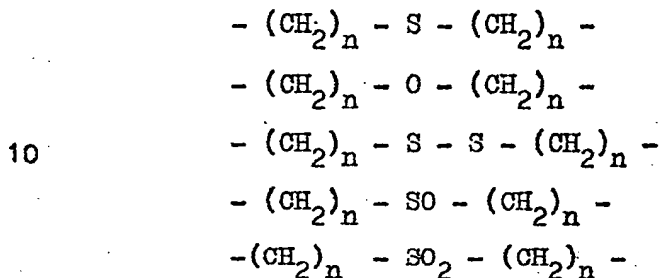 - (CH₂)ₙ - S - (CH₂)ₙ -
- (CH₂)ₙ - O - (CH₂)ₙ -
10 - (CH₂)ₙ - S - S - (CH₂)ₙ -
- (CH₂)ₙ - SO - (CH₂)ₙ -
-(CH₂)ₙ - SO₂ - (CH₂)ₙ -